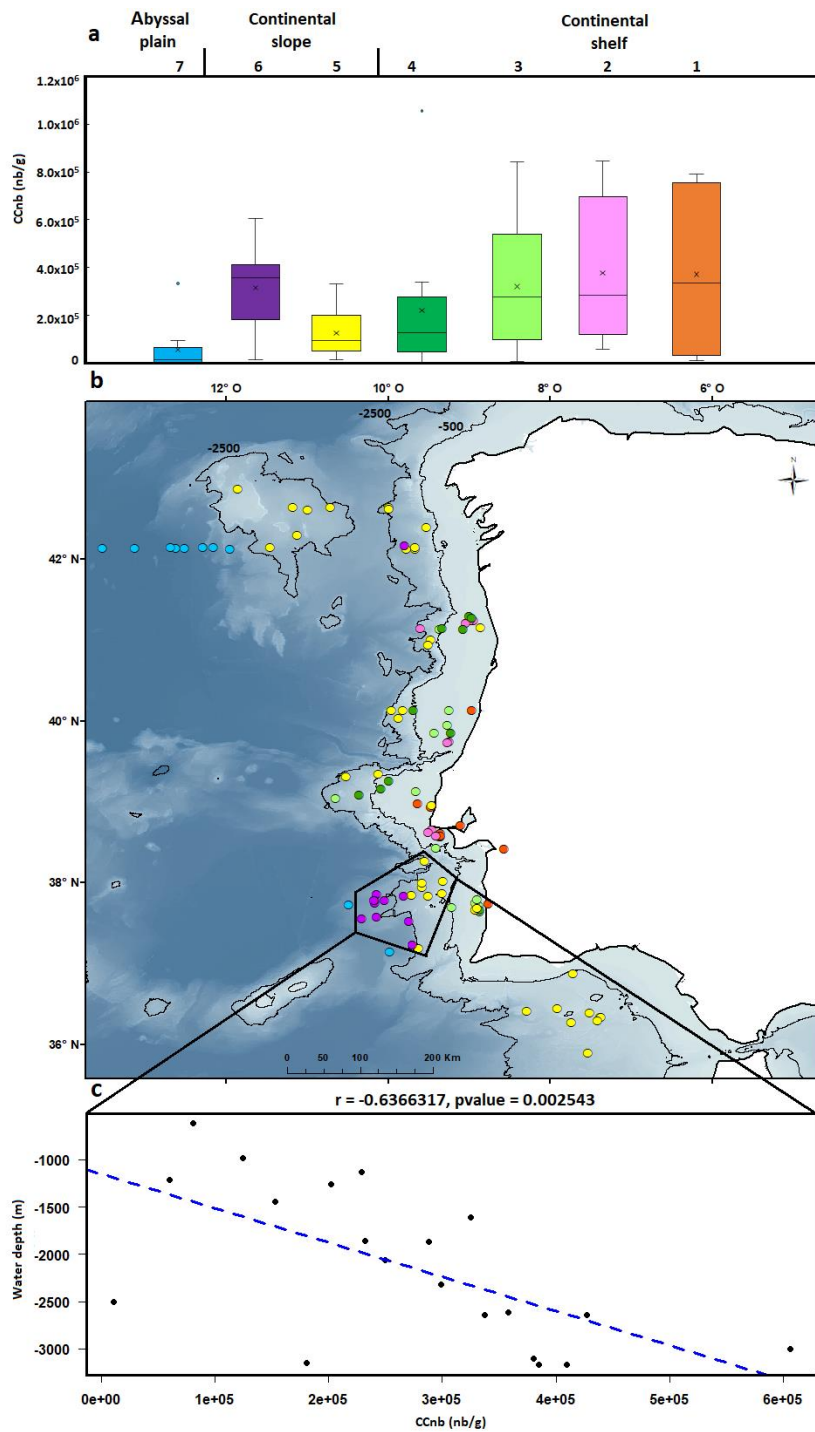 Abyssal plain
Continental slope
Continental shelf
a
7 6 5 4 3 2 1
CCnb (nb/g)
1.2x10⁶
1.0x10⁶
8.0x10⁵
6.0x10⁵
4.0x10⁵
2.0x10⁵
0
b
12° O 10° O 8° O 6° O
-2500
-500
-2500
N
42° N
40° N
38° N
36° N
0 50 100 200 Km
c
r = -0.6366317, pvalue = 0.002543
Water depth (m)
-1000
-1500
-2000
-2500
-3000
0e+00 1e+05 2e+05 3e+05 4e+05 5e+05 6e+05
CCnb (nb/g)